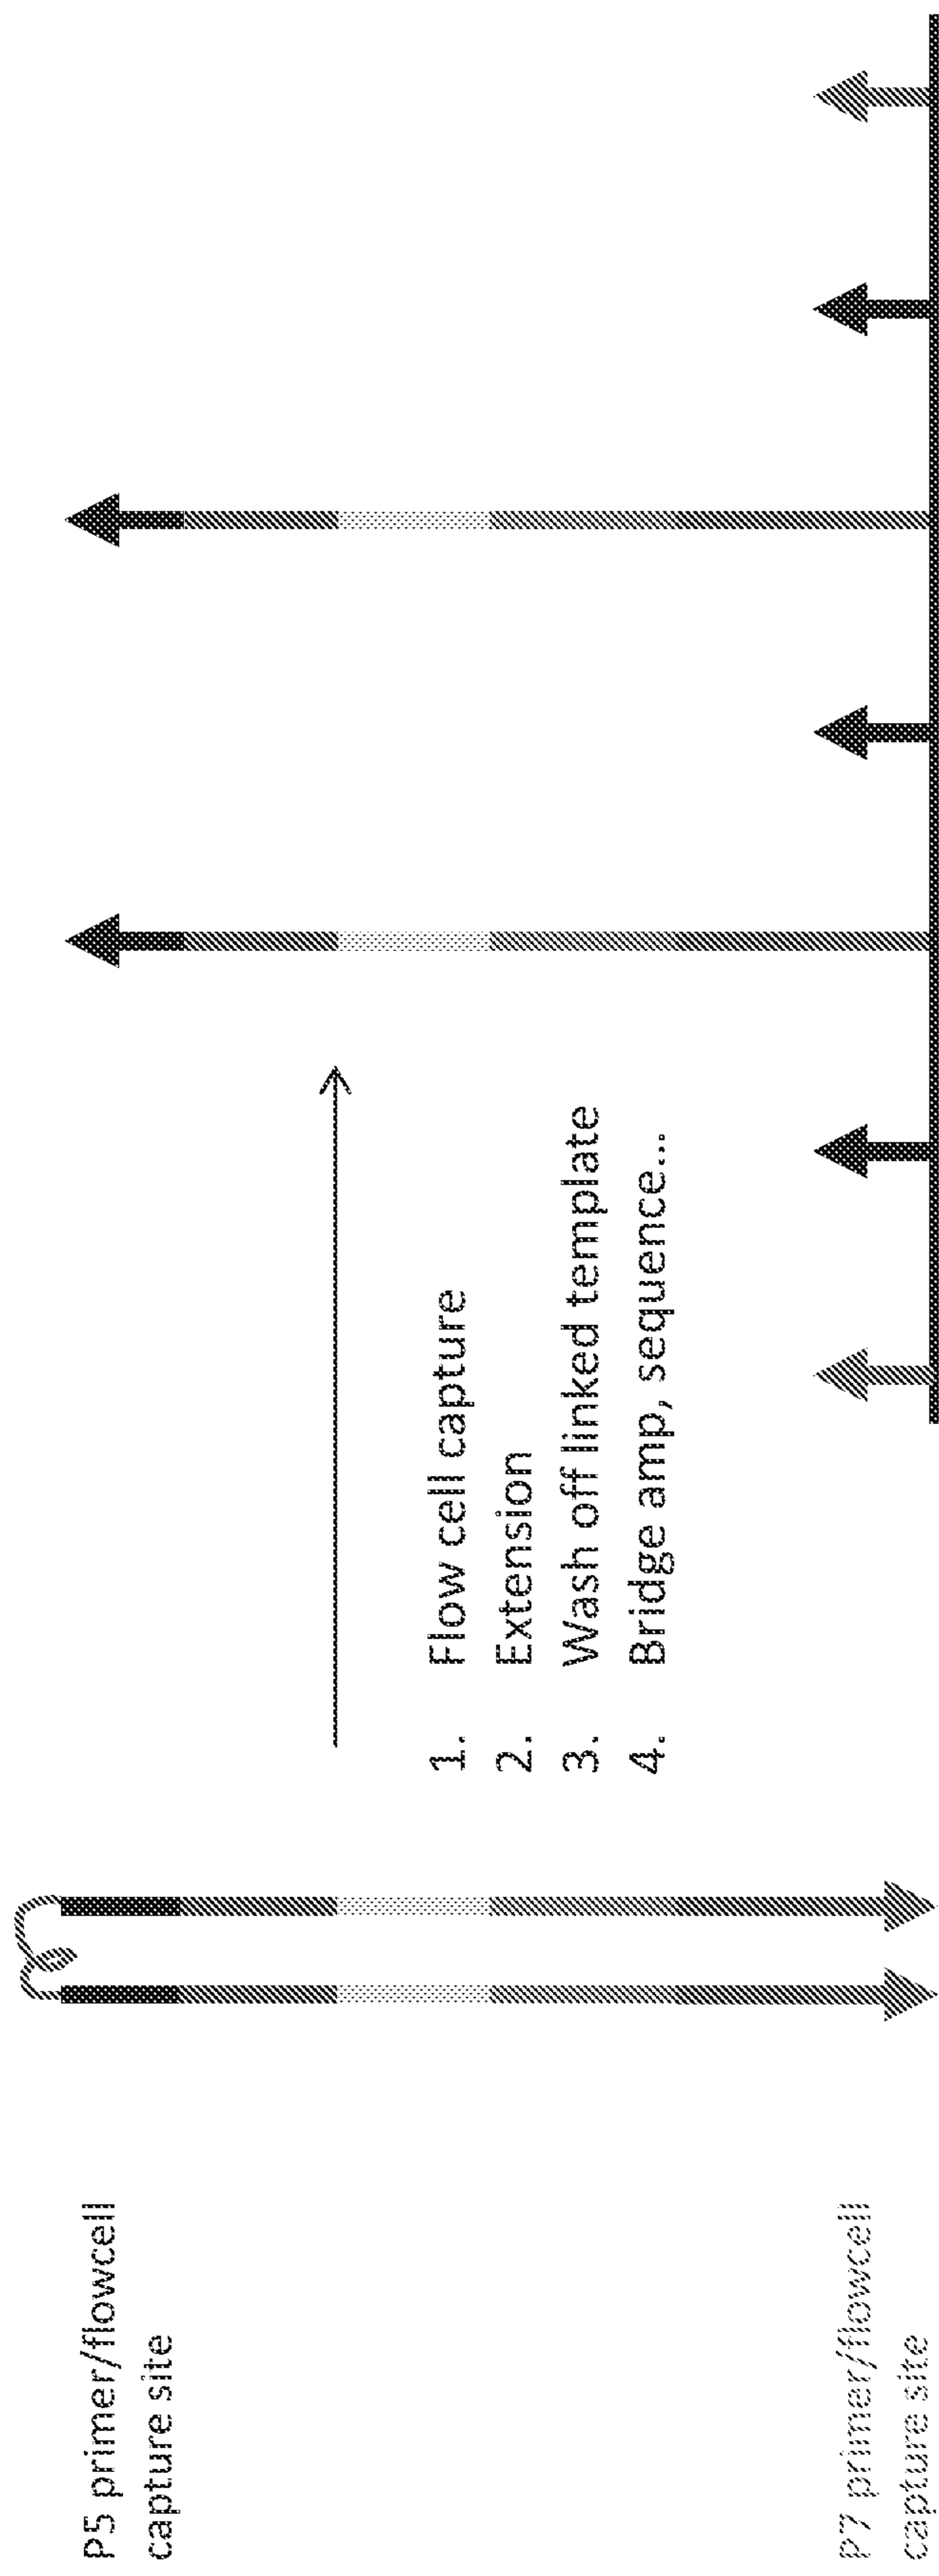 P5 primer/flowcell
capture site
P7 primer/flowcell
capture site
1. Flow cell capture
2. Extension
3. Wash off linked template
4. Bridge amp, sequence...